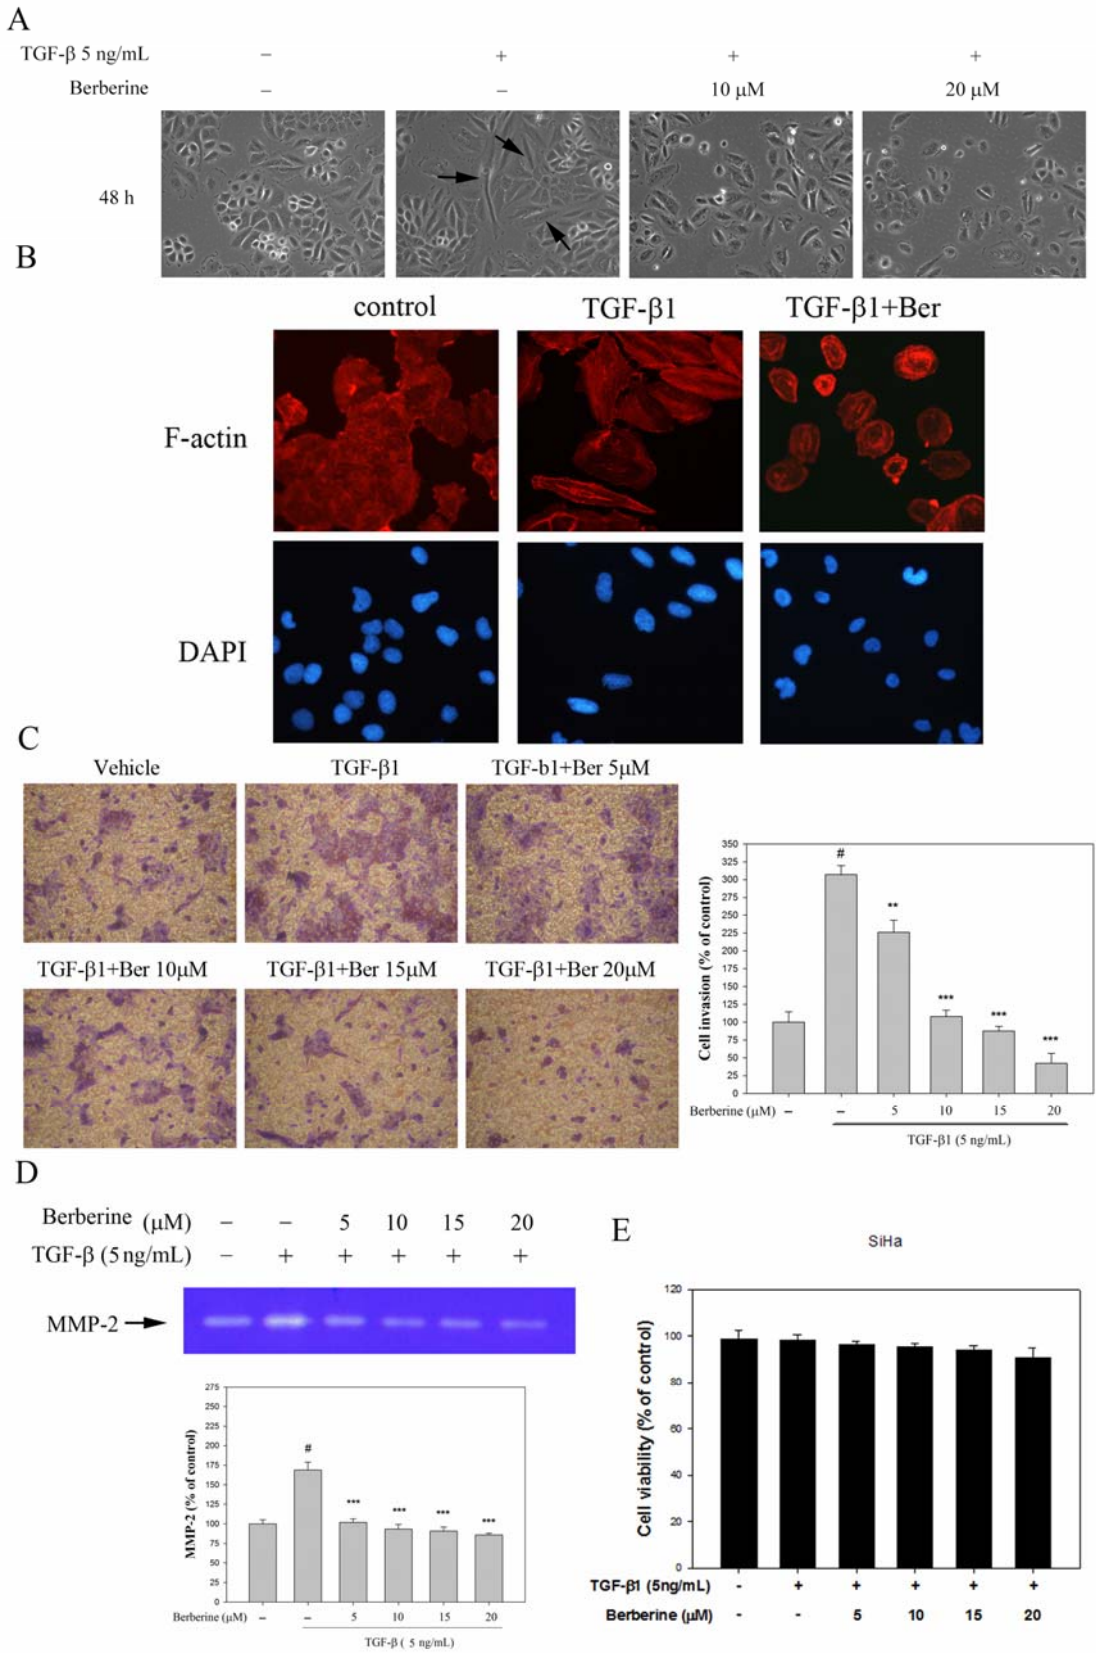 A
TGF-β 5 ng/mL – + + +
Berberine – – 10 μM 20 μM
48 h
B
control TGF-β1 TGF-β1+Ber
F-actin
DAPI
C
Vehicle TGF-β1 TGF-b1+Ber 5μM
TGF-β1+Ber 10μM TGF-β1+Ber 15μM TGF-β1+Ber 20μM
Cell invasion (% of control)
350
325
300
275
250
225
200
175
150
125
100
75
50
25
0
# ** *** *** ***
Berberine (μM) – – 5 10 15 20
TGF-β1 (5 ng/mL)
D
Berberine (μM) – – 5 10 15 20
TGF-β (5 ng/mL) – + + + + +
MMP-2
MMP-2 (% of control)
275
250
225
200
175
150
125
100
75
50
25
0
# *** *** *** ***
Berberine (μM) – – 5 10 15 20
TGF-β ( 5 ng/mL)
E
SiHa
Cell viability (% of control)
120
100
80
60
40
20
0
TGF-β1 (5ng/mL) - + + + + +
Berberine (μM) - - 5 10 15 20